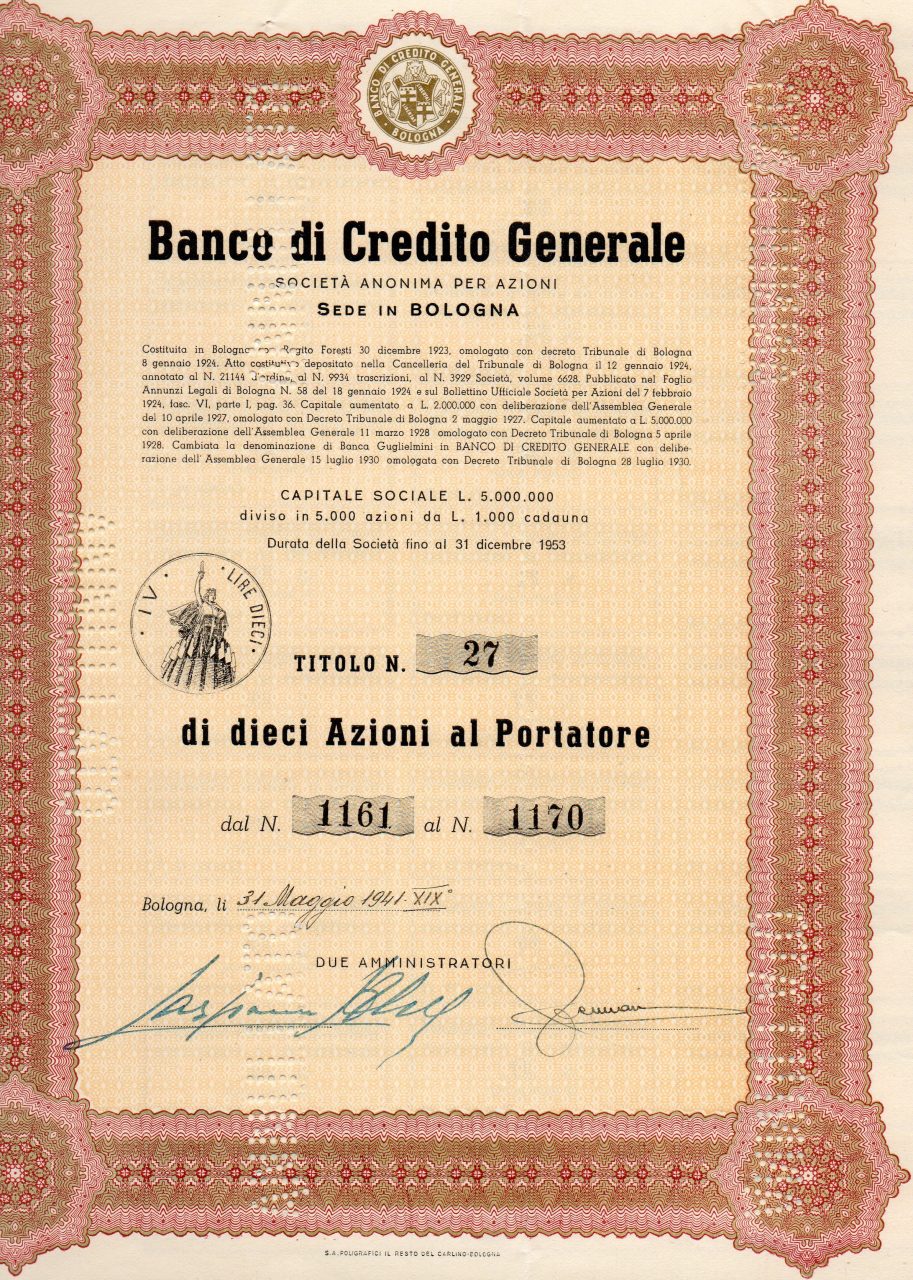 BANCO DI CREDITO GENERALE
BOLOGNA
Banco di Credito Generale
SOCIETÀ ANONIMA PER AZIONI
SEDE IN BOLOGNA
Costituita in Bologna Rogito Foresti 30 dicembre 1923, omologato con decreto Tribunale di Bologna
8 gennaio 1924. Atto costitutivo depositato nella Cancelleria del Tribunale di Bologna il 12 gennaio 1924,
annotato al N. 21144 d'ordine, al N. 9934 trascrizioni, al N. 3929 Società, volume 6628. Pubblicato nel Foglio
Annunzi Legali di Bologna N. 58 del 18 gennaio 1924 e sul Bollettino Ufficiale Società per Azioni del 7 febbraio
1924, fasc. VI, parte I, pag. 36. Capitale aumentato a L. 2.000.000 con deliberazione dell'Assemblea Generale
del 10 aprile 1927, omologato con Decreto Tribunale di Bologna 2 maggio 1927. Capitale aumentato a L. 5.000.000
con deliberazione dell'Assemblea Generale 11 marzo 1928 omologato con Decreto Tribunale di Bologna 5 aprile
1928. Cambiata la denominazione di Banca Guglielmini in BANCO DI CREDITO GENERALE con delibe-
razione dell'Assemblea Generale 15 luglio 1930 omologata con Decreto Tribunale di Bologna 28 luglio 1930.
CAPITALE SOCIALE L. 5.000.000
diviso in 5.000 azioni da L. 1.000 cadauna
Durata della Società fino al 31 dicembre 1953
· IV · LIRE DIECI ·
TITOLO N. 27
di dieci Azioni al Portatore
dal N. 1161 al N. 1170
Bologna, lì 31 Maggio 1941 XIX°
DUE AMMINISTRATORI
S.A. POLIGRAFICI IL RESTO DEL CARLINO-BOLOGNA